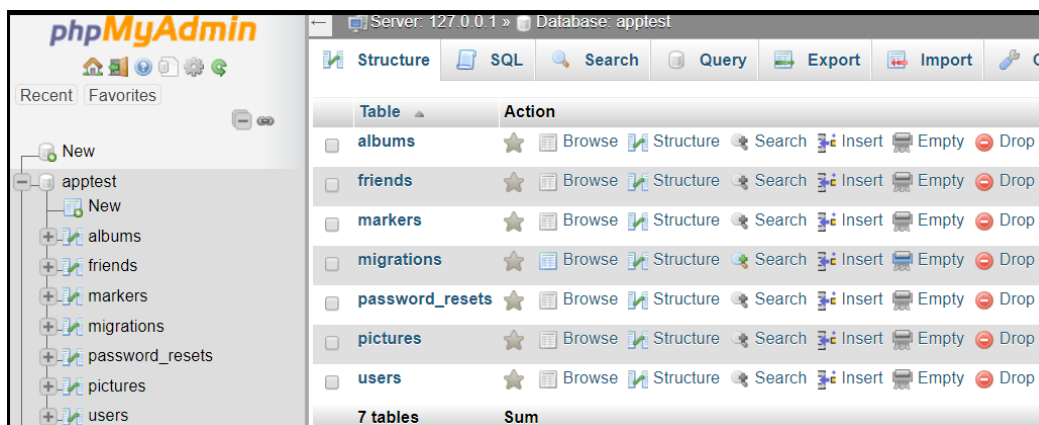 phpMyAdmin
Recent Favorites
New
apptest
New
albums
friends
markers
migrations
password_resets
pictures
users
Server: 127.0.0.1 » Database: apptest
Structure SQL Search Query Export Import
Table Action
albums Browse Structure Search Insert Empty Drop
friends Browse Structure Search Insert Empty Drop
markers Browse Structure Search Insert Empty Drop
migrations Browse Structure Search Insert Empty Drop
password_resets Browse Structure Search Insert Empty Drop
pictures Browse Structure Search Insert Empty Drop
users Browse Structure Search Insert Empty Drop
7 tables Sum